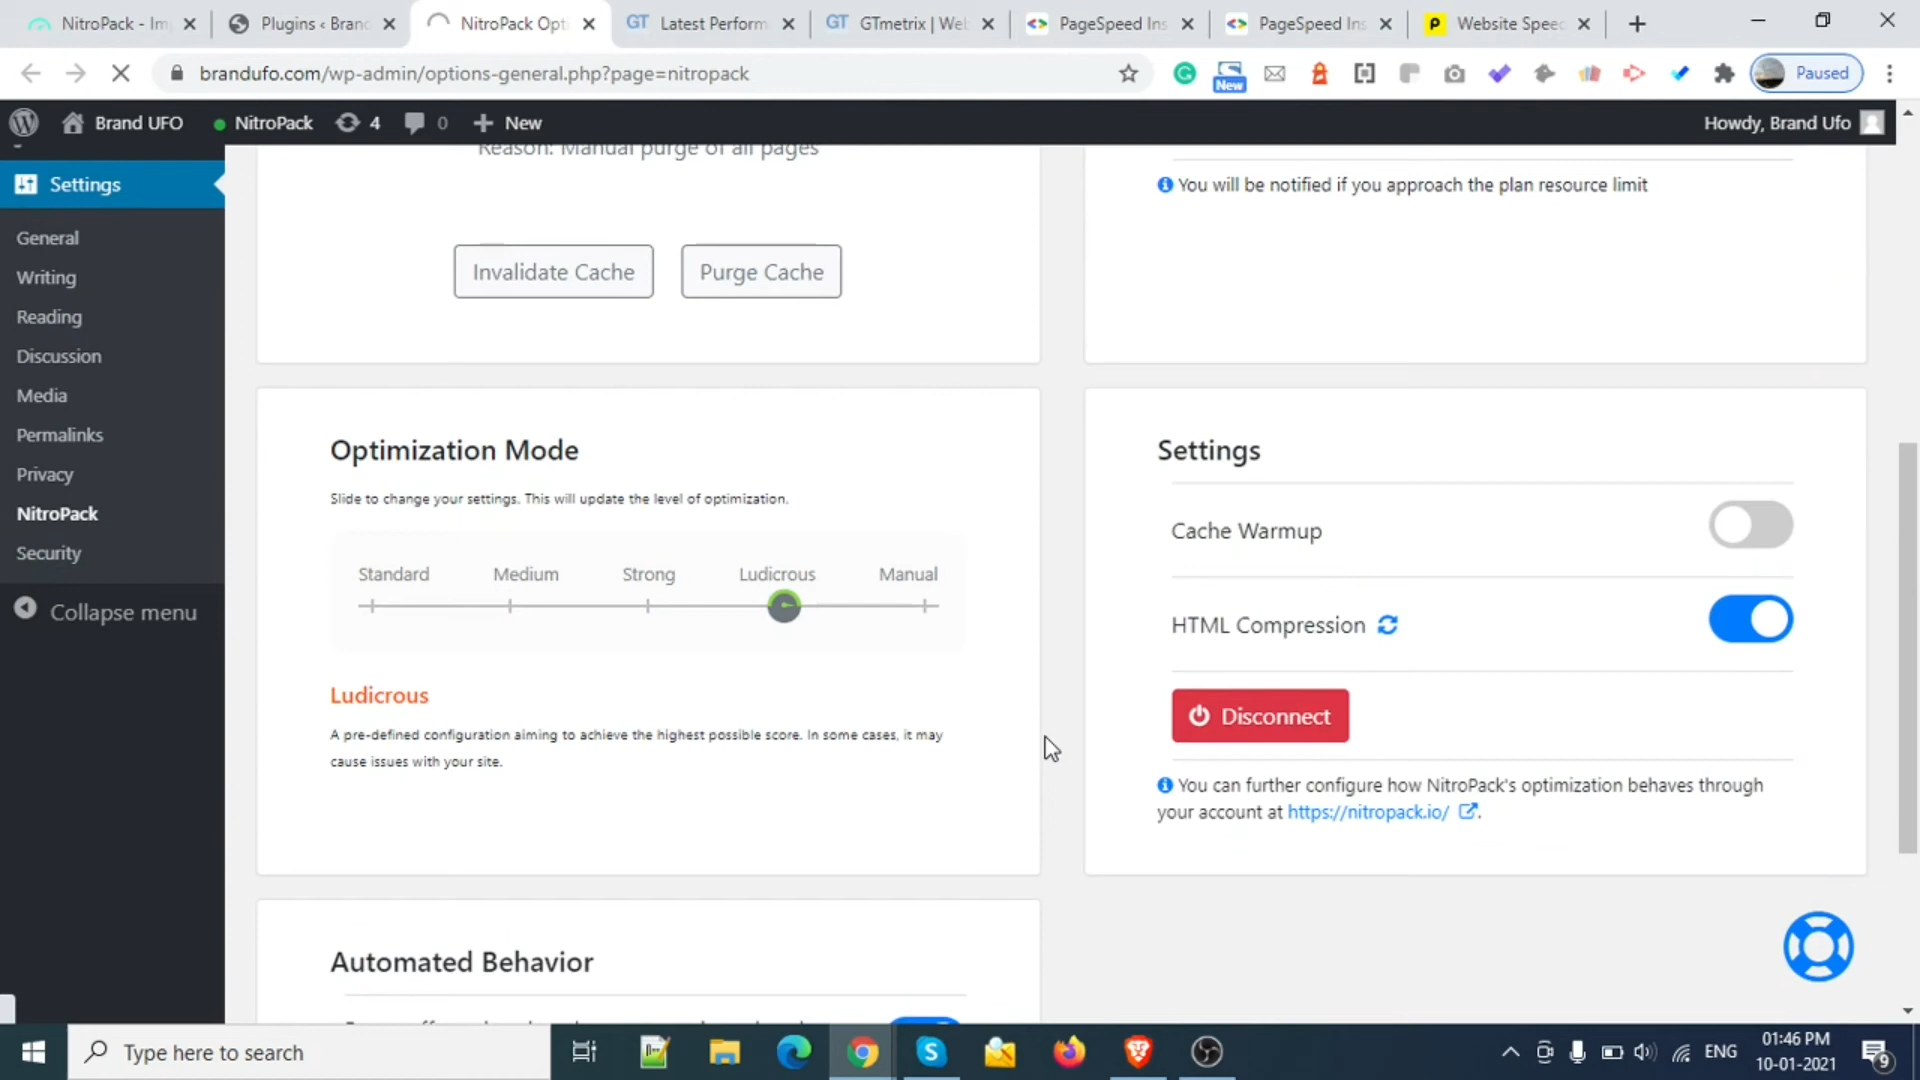 NitroPack - Im
Plugins ‹ Bran
NitroPack Opti
GT Latest Perform
GT GTmetrix | Web
PageSpeed Ins
PageSpeed Ins
P Website Speed
brandufo.com/wp-admin/options-general.php?page=nitropack
New
Paused
Brand UFO
NitroPack
4
0
New
Howdy, Brand Ufo
Settings
General
Writing
Reading
Discussion
Media
Permalinks
Privacy
NitroPack
Security
Collapse menu
Reason: Manual purge of all pages
Invalidate Cache
Purge Cache
You will be notified if you approach the plan resource limit
Optimization Mode
Slide to change your settings. This will update the level of optimization.
Standard Medium Strong Ludicrous Manual
Ludicrous
A pre-defined configuration aiming to achieve the highest possible score. In some cases, it may
cause issues with your site.
Settings
Cache Warmup
HTML Compression
Disconnect
You can further configure how NitroPack's optimization behaves through
your account at https://nitropack.io/ .
Automated Behavior
Type here to search
ENG
01:46 PM
10-01-2021
9